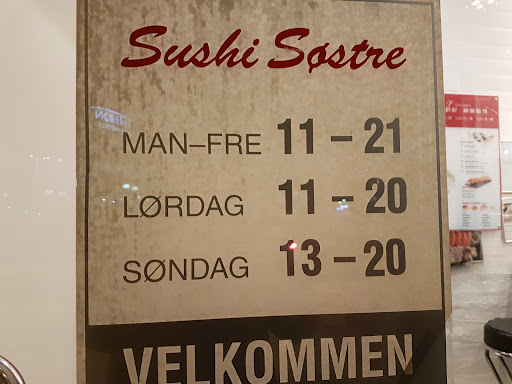 Sushi Søstre
MAN–FRE 11 – 21
LØRDAG 11 – 20
SØNDAG 13 – 20
VELKOMMEN